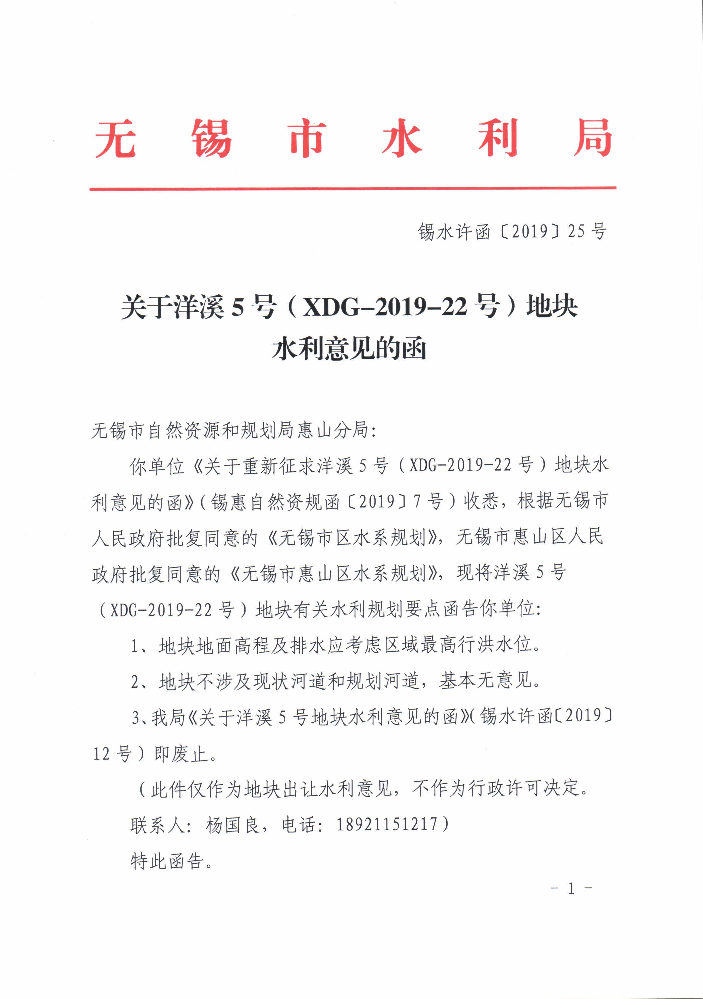 无锡市水利局
锡水许函〔2019〕25号
关于洋溪5号（XDG-2019-22号）地块
水利意见的函
无锡市自然资源和规划局惠山分局：
你单位《关于重新征求洋溪5号（XDG-2019-22号）地块水
利意见的函》（锡惠自然资规函〔2019〕7号）收悉，根据无锡市
人民政府批复同意的《无锡市区水系规划》，无锡市惠山区人民
政府批复同意的《无锡市惠山区水系规划》，现将洋溪5号
（XDG-2019-22号）地块有关水利规划要点函告你单位：
1、地块地面高程及排水应考虑区域最高行洪水位。
2、地块不涉及现状河道和规划河道，基本无意见。
3、我局《关于洋溪5号地块水利意见的函》（锡水许函〔2019〕
12号）即废止。
（此件仅作为地块出让水利意见，不作为行政许可决定。
联系人：杨国良，电话：18921151217）
特此函告。
- 1 -